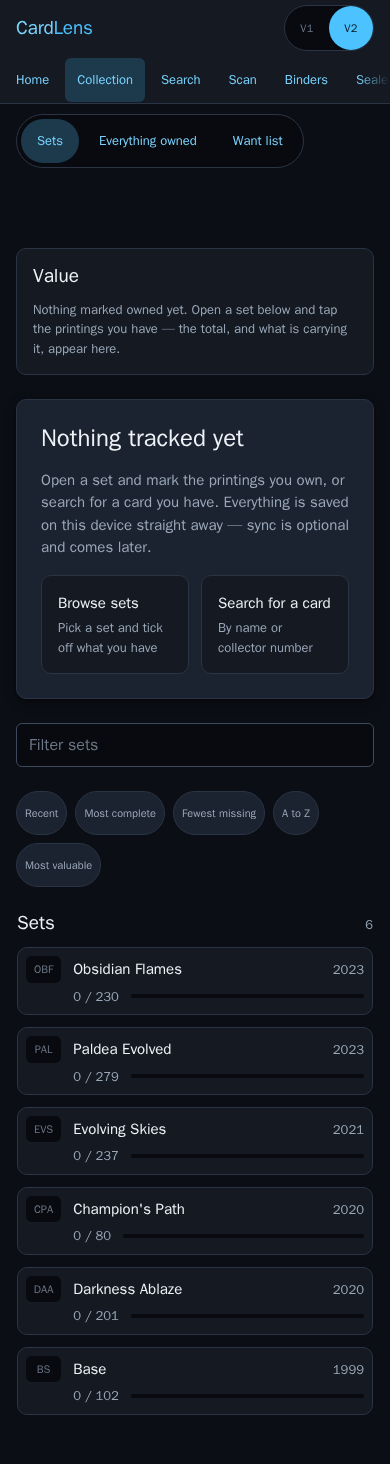 CardLens
V1 V2
Home Collection Search Scan Binders Seale
Sets Everything owned Want list
Value
Nothing marked owned yet. Open a set below and tap
the printings you have — the total, and what is carrying
it, appear here.
Nothing tracked yet
Open a set and mark the printings you own, or
search for a card you have. Everything is saved
on this device straight away — sync is optional
and comes later.
Browse sets
Pick a set and tick
off what you have
Search for a card
By name or
collector number
Filter sets
Recent Most complete Fewest missing A to Z
Most valuable
Sets 6
OBF Obsidian Flames 2023
0 / 230
PAL Paldea Evolved 2023
0 / 279
EVS Evolving Skies 2021
0 / 237
CPA Champion's Path 2020
0 / 80
DAA Darkness Ablaze 2020
0 / 201
BS Base 1999
0 / 102